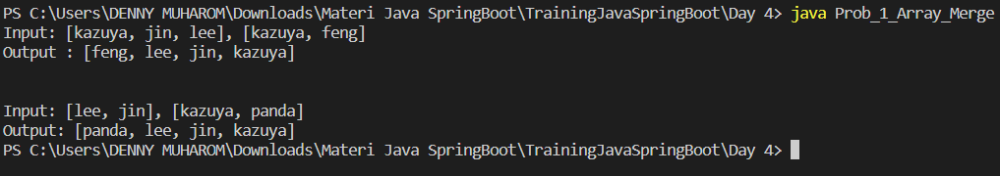 PS C:\Users\DENNY MUHAROM\Downloads\Materi Java SpringBoot\TrainingJavaSpringBoot\Day 4> java Prob_1_Array_Merge
Input: [kazuya, jin, lee], [kazuya, feng]
Output : [feng, lee, jin, kazuya]
Input: [lee, jin], [kazuya, panda]
Output: [panda, lee, jin, kazuya]
PS C:\Users\DENNY MUHAROM\Downloads\Materi Java SpringBoot\TrainingJavaSpringBoot\Day 4>